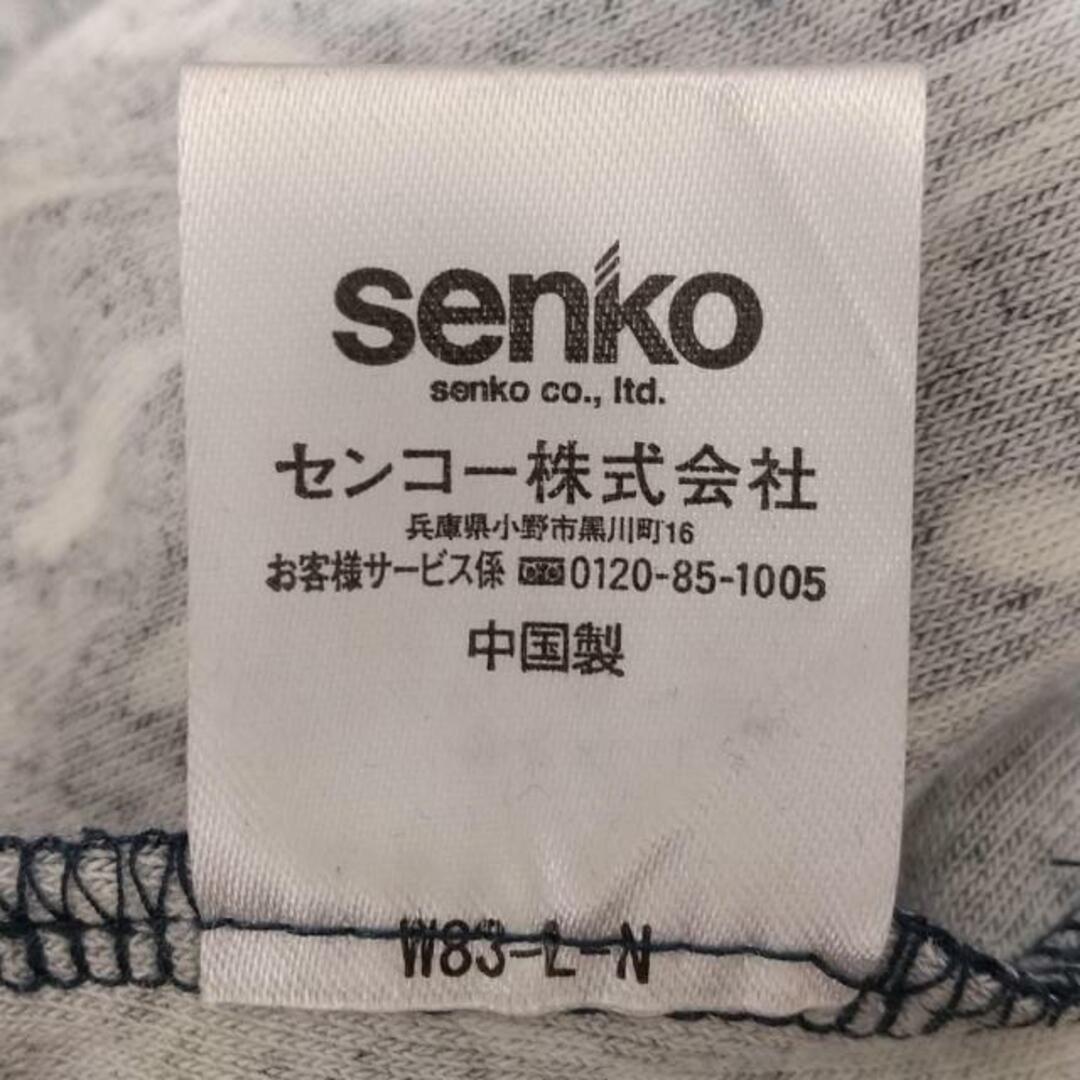 senko
senko co., ltd.
センコー株式会社
兵庫県小野市黒川町16
お客様サービス係 0120-85-1005
中国製
W83-L-N